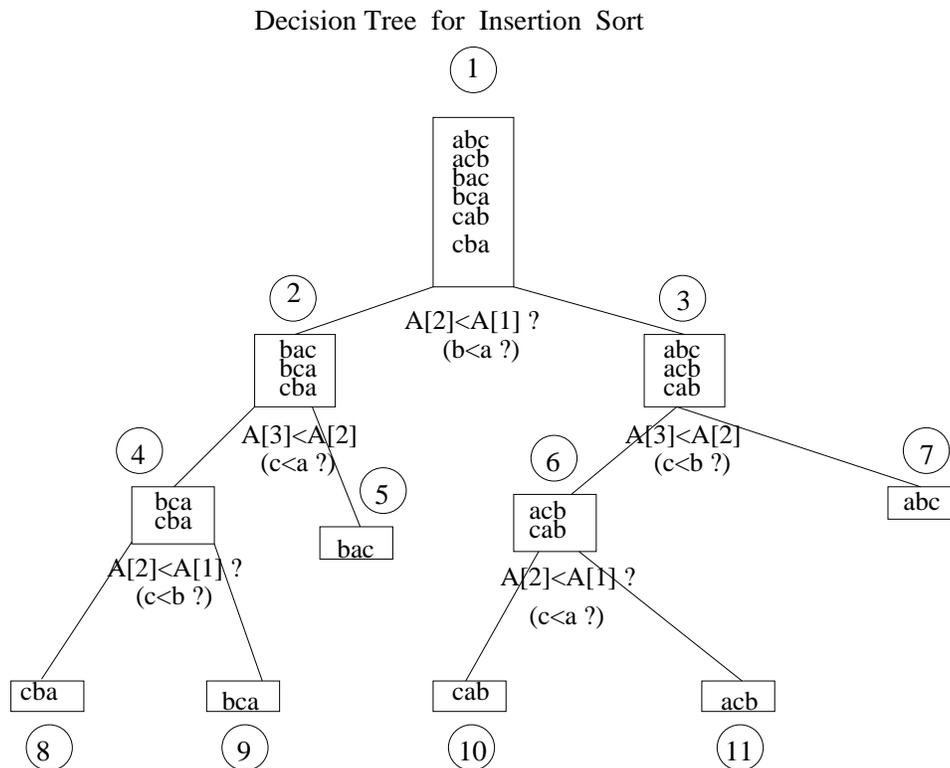 Decision Tree for Insertion Sort
1
abc
acb
bac
bca
cab
cba
2
3
A[2]<A[1] ?
(b<a ?)
bac
bca
cba
abc
acb
cab
A[3]<A[2]
(c<a ?)
A[3]<A[2]
(c<b ?)
4
5
6
7
bca
cba
bac
acb
cab
abc
A[2]<A[1] ?
(c<b ?)
A[2]<A[1] ?
(c<a ?)
cba
bca
cab
acb
8
9
10
11